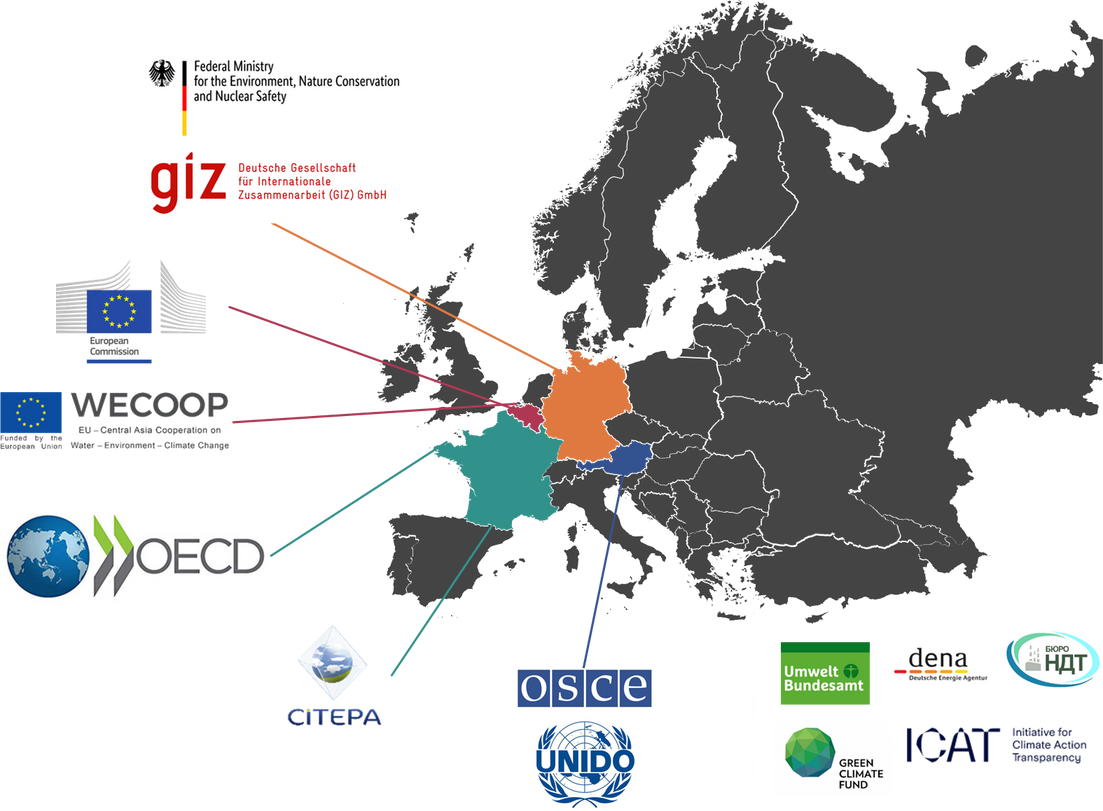 Federal Ministry
for the Environment, Nature Conservation
and Nuclear Safety
giz
Deutsche Gesellschaft
für Internationale
Zusammenarbeit (GIZ) GmbH
European
Commission
WECOOP
EU – Central Asia Cooperation on
Water – Environment – Climate Change
Funded by the
European Union
OECD
CiTEPA
osce
UNIDO
Umwelt
Bundesamt
dena
Deutsche Energie Agentur
БЮРО
НДТ
GREEN
CLIMATE
FUND
ICAT
Initiative for
Climate Action
Transparency